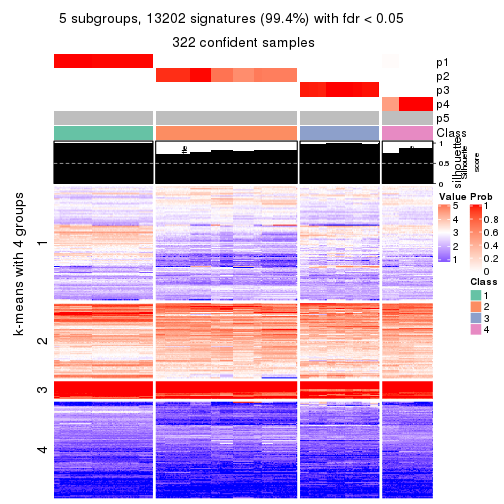 5 subgroups, 13202 signatures (99.4%) with fdr < 0.05
322 confident samples
p1
p2
p3
p4
p5
Class
1
0.5
0
silhouette
Silhouette
score
k-means with 4 groups
1
2
3
4
Value
5
4
3
2
1
Prob
1
0.8
0.6
0.4
0.2
0
Class
1
2
3
4